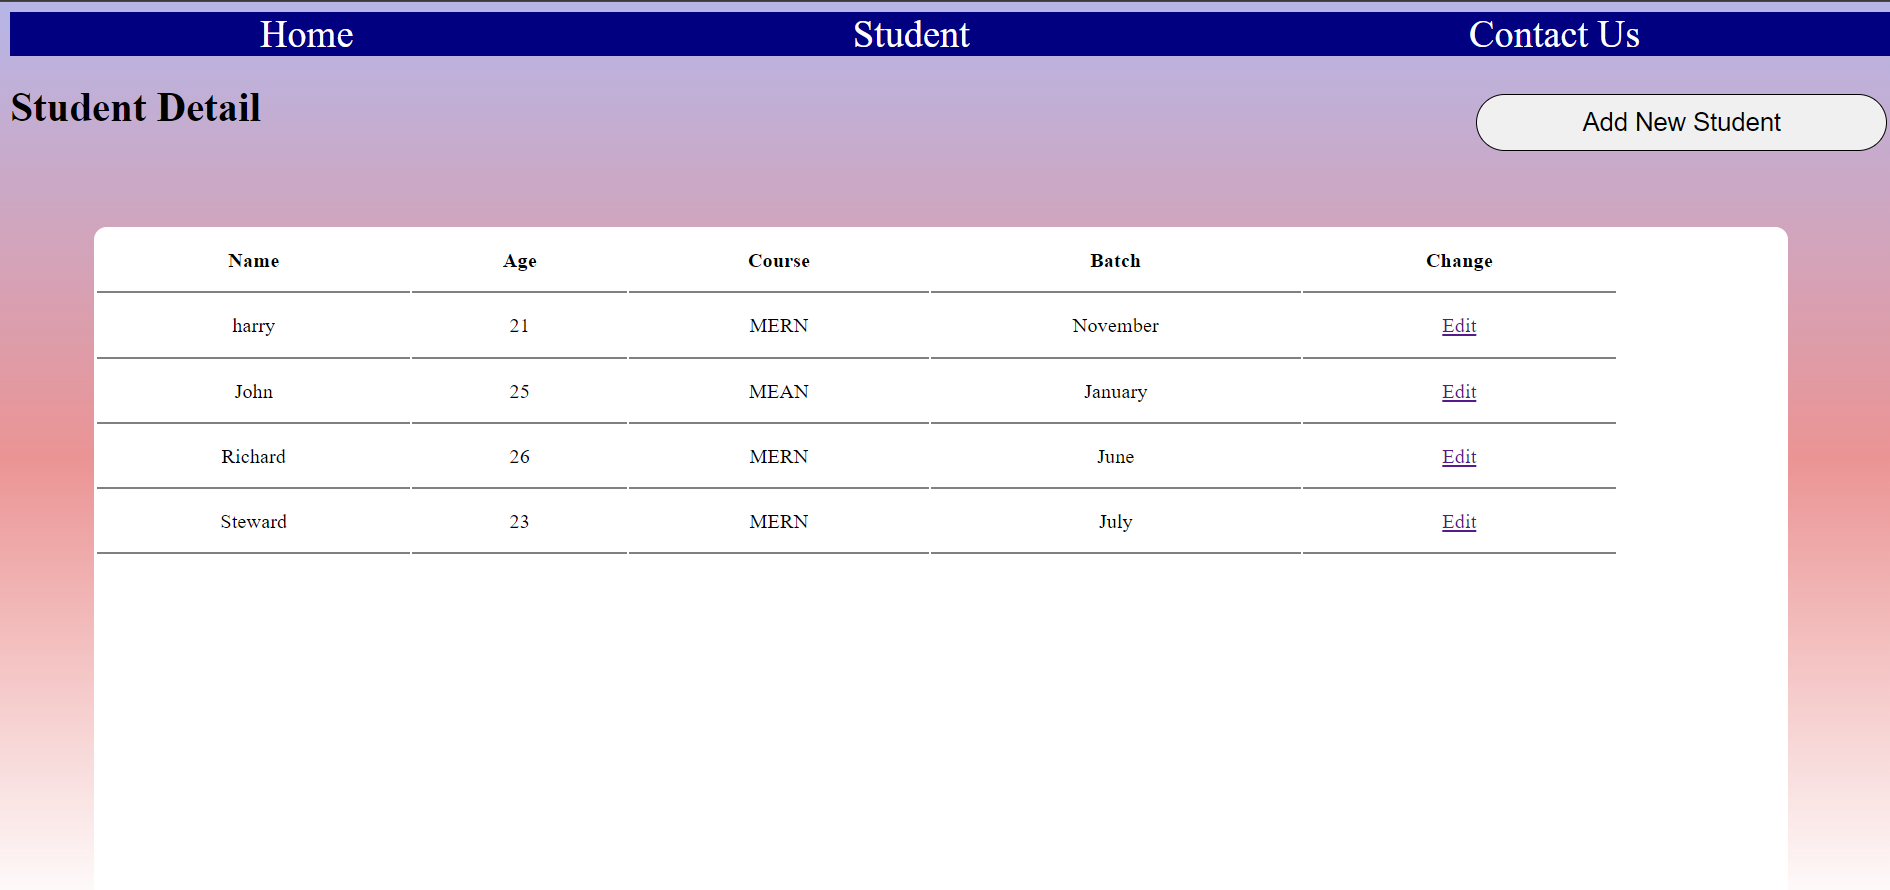 Home Student Contact Us
Student Detail
Add New Student
Name Age Course Batch Change
harry 21 MERN November Edit
John 25 MEAN January Edit
Richard 26 MERN June Edit
Steward 23 MERN July Edit